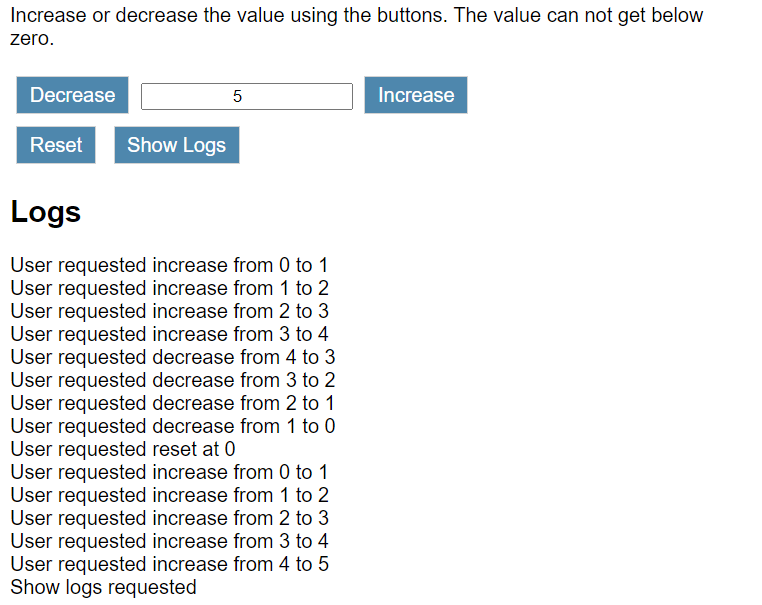 Increase or decrease the value using the buttons. The value can not get below
zero.
Decrease 5 Increase
Reset Show Logs
Logs
User requested increase from 0 to 1
User requested increase from 1 to 2
User requested increase from 2 to 3
User requested increase from 3 to 4
User requested decrease from 4 to 3
User requested decrease from 3 to 2
User requested decrease from 2 to 1
User requested decrease from 1 to 0
User requested reset at 0
User requested increase from 0 to 1
User requested increase from 1 to 2
User requested increase from 2 to 3
User requested increase from 3 to 4
User requested increase from 4 to 5
Show logs requested